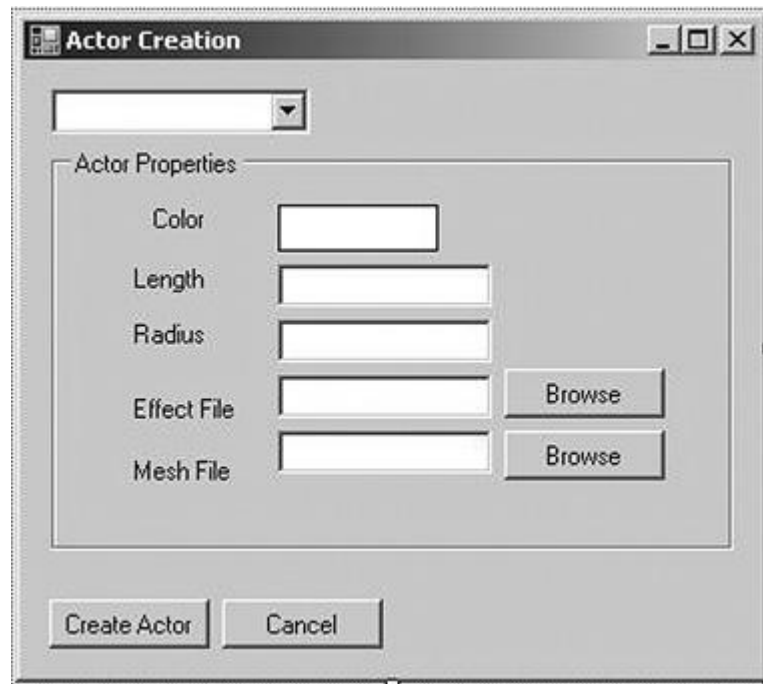 Actor Creation
Actor Properties
Color
Length
Radius
Effect File
Browse
Mesh File
Browse
Create Actor
Cancel